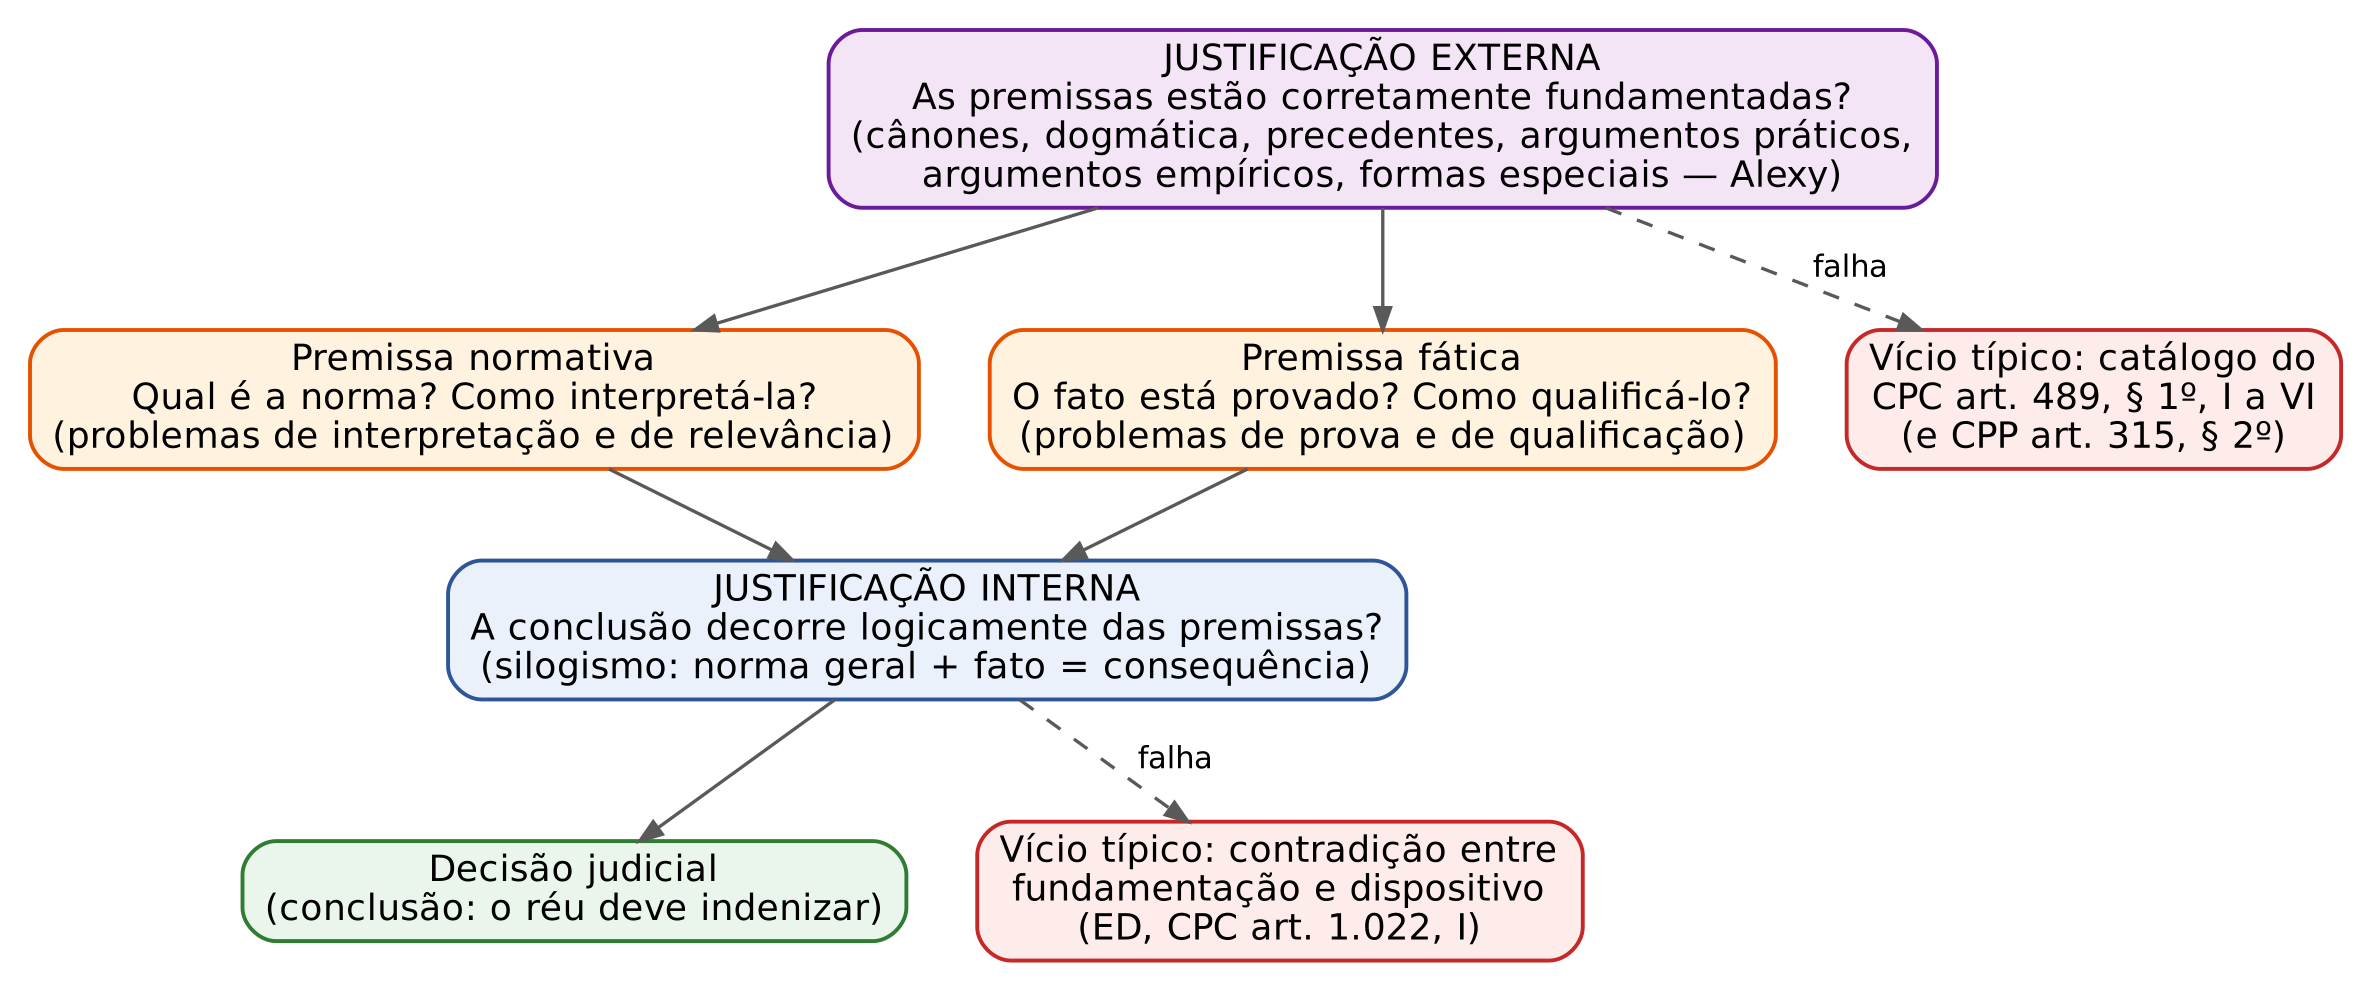 JUSTIFICAÇÃO EXTERNA
As premissas estão corretamente fundamentadas?
(cânones, dogmática, precedentes, argumentos práticos,
argumentos empíricos, formas especiais — Alexy)
falha
Premissa normativa
Qual é a norma? Como interpretá-la?
(problemas de interpretação e de relevância)
Premissa fática
O fato está provado? Como qualificá-lo?
(problemas de prova e de qualificação)
Vício típico: catálogo do
CPC art. 489, § 1º, I a VI
(e CPP art. 315, § 2º)
JUSTIFICAÇÃO INTERNA
A conclusão decorre logicamente das premissas?
(silogismo: norma geral + fato = consequência)
falha
Decisão judicial
(conclusão: o réu deve indenizar)
Vício típico: contradição entre
fundamentação e dispositivo
(ED, CPC art. 1.022, I)